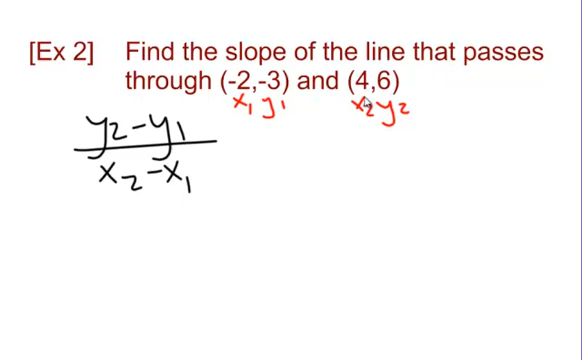 [Ex 2] Find the slope of the line that passes
through (-2,-3) and (4,6)
x1 y1 x2 y2
y2 - y1
x2 - x1